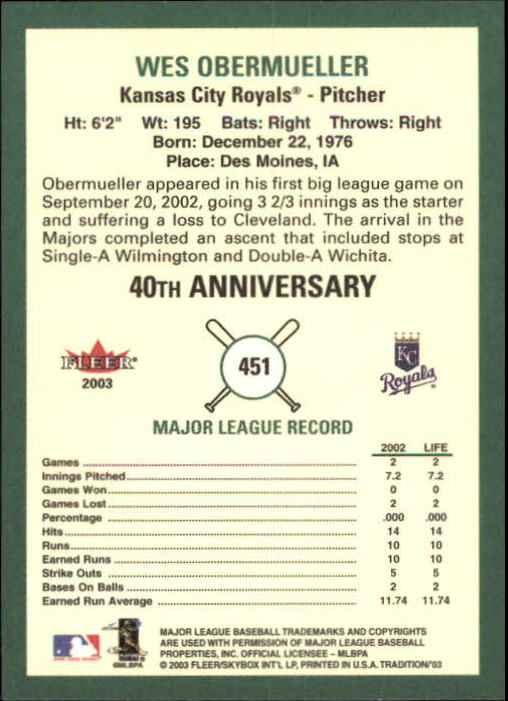 WES OBERMUELLER
Kansas City Royals® - Pitcher
Ht: 6'2" Wt: 195 Bats: Right Throws: Right
Born: December 22, 1976
Place: Des Moines, IA
Obermueller appeared in his first big league game on
September 20, 2002, going 3 2/3 innings as the starter
and suffering a loss to Cleveland. The arrival in the
Majors completed an ascent that included stops at
Single-A Wilmington and Double-A Wichita.
40TH ANNIVERSARY
FLEER®
2003
451
KC
Royals
MAJOR LEAGUE RECORD
2002 LIFE
Games 2 2
Innings Pitched 7.2 7.2
Games Won 0 0
Games Lost 2 2
Percentage .000 .000
Hits 14 14
Runs 10 10
Earned Runs 10 10
Strike Outs 5 5
Bases On Balls 2 2
Earned Run Average 11.74 11.74
©MLBPA
MAJOR LEAGUE BASEBALL TRADEMARKS AND COPYRIGHTS
ARE USED WITH PERMISSION OF MAJOR LEAGUE BASEBALL
PROPERTIES, INC. OFFICIAL LICENSEE - MLBPA
© 2003 FLEER/SKYBOX INT'L LP, PRINTED IN U.S.A. TRADITION/'03